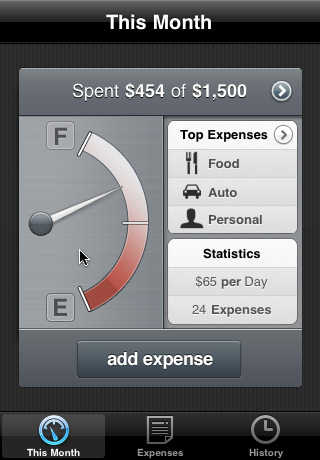 This Month
Spent $454 of $1,500
F
E
Top Expenses
Food
Auto
Personal
Statistics
$65 per Day
24 Expenses
add expense
This Month
Expenses
History